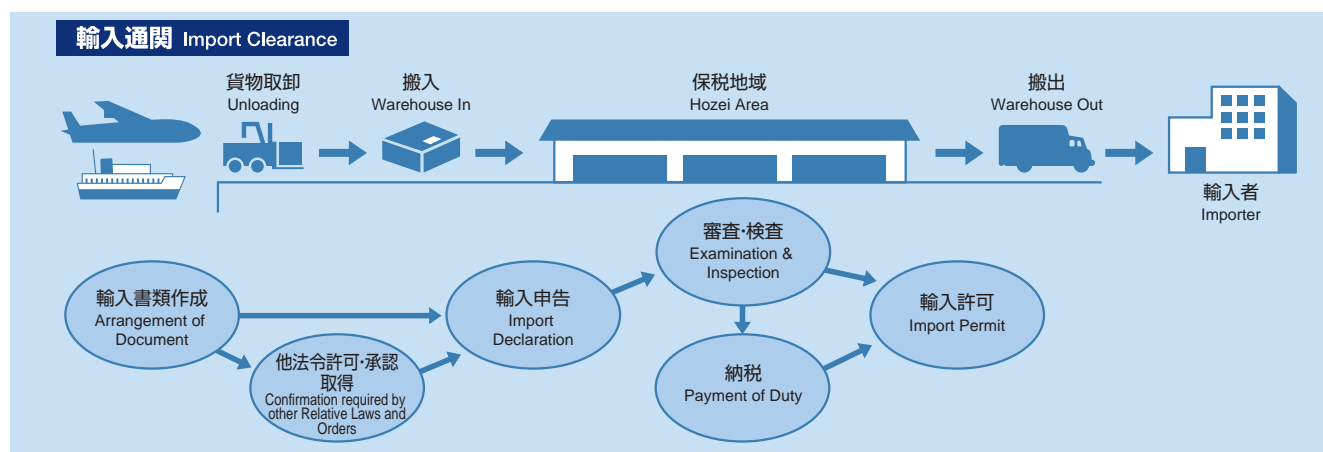 輸入通関 Import Clearance
貨物取卸
Unloading
搬入
Warehouse In
保税地域
Hozei Area
搬出
Warehouse Out
輸入者
Importer
輸入書類作成
Arrangement of
Document
他法令許可・承認
取得
Confirmation required by
other Relative Laws and
Orders
輸入申告
Import
Declaration
審査・検査
Examination &
Inspection
納税
Payment of Duty
輸入許可
Import Permit